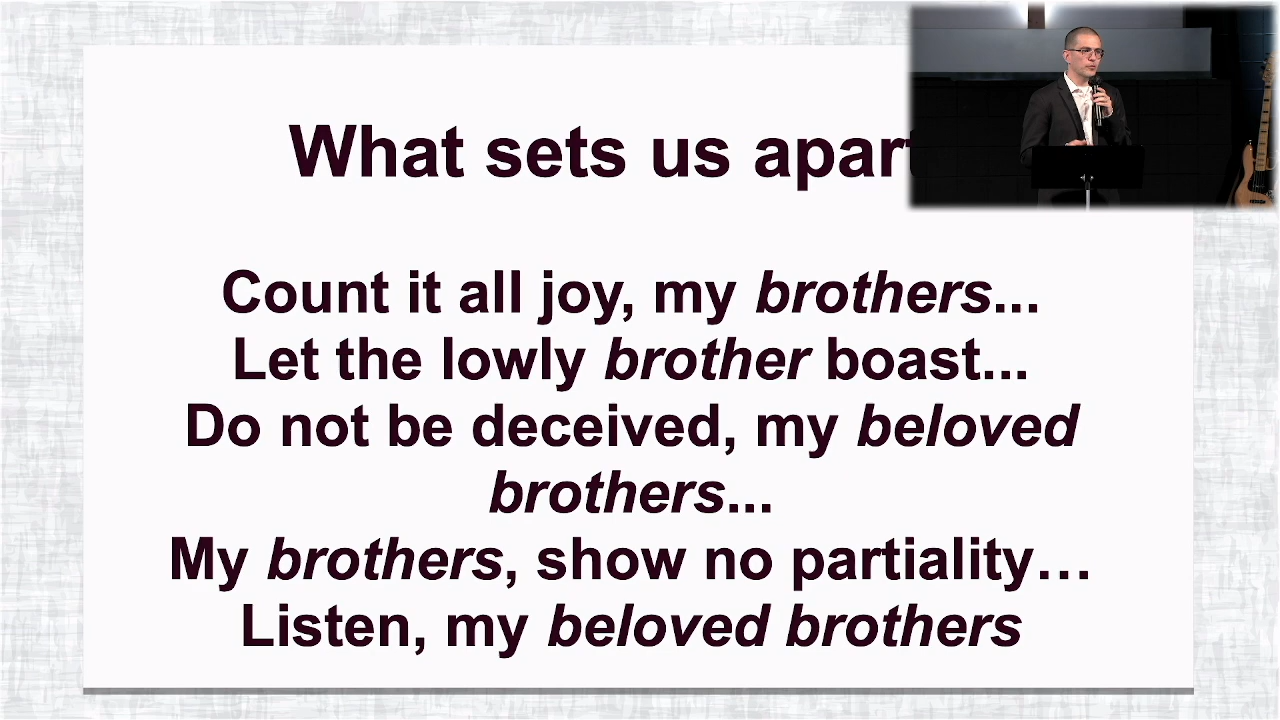 What sets us apart
Count it all joy, my brothers...
Let the lowly brother boast...
Do not be deceived, my beloved
brothers...
My brothers, show no partiality…
Listen, my beloved brothers